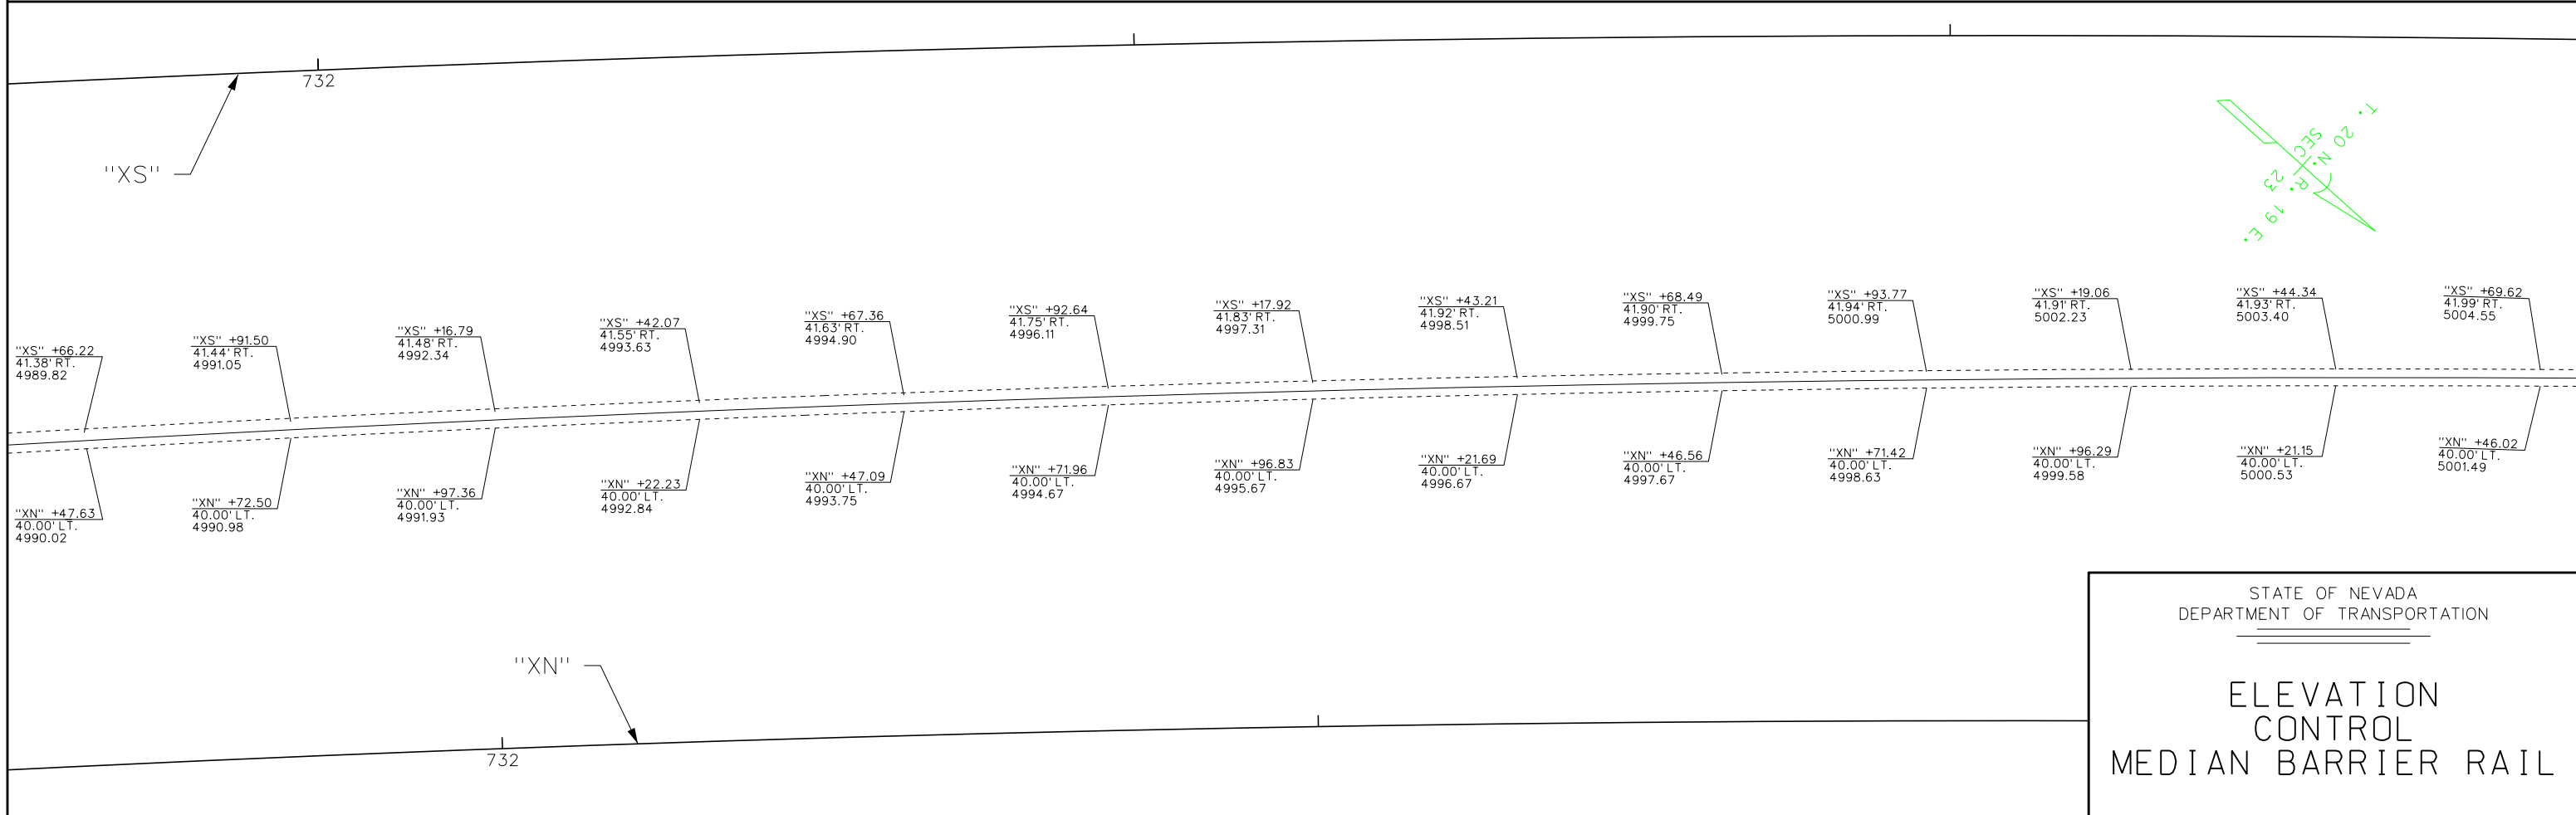 732
"XS"
T. 20 N.
R. 19 E.
SEC
23
"XS" +66.22
41.38' RT.
4989.82
"XS" +91.50
41.44' RT.
4991.05
"XS" +16.79
41.48' RT.
4992.34
"XS" +42.07
41.55' RT.
4993.63
"XS" +67.36
41.63' RT.
4994.90
"XS" +92.64
41.75' RT.
4996.11
"XS" +17.92
41.83' RT.
4997.31
"XS" +43.21
41.92' RT.
4998.51
"XS" +68.49
41.90' RT.
4999.75
"XS" +93.77
41.94' RT.
5000.99
"XS" +19.06
41.91' RT.
5002.23
"XS" +44.34
41.93' RT.
5003.40
"XS" +69.62
41.99' RT.
5004.55
"XN" +47.63
40.00' LT.
4990.02
"XN" +72.50
40.00' LT.
4990.98
"XN" +97.36
40.00' LT.
4991.93
"XN" +22.23
40.00' LT.
4992.84
"XN" +47.09
40.00' LT.
4993.75
"XN" +71.96
40.00' LT.
4994.67
"XN" +96.83
40.00' LT.
4995.67
"XN" +21.69
40.00' LT.
4996.67
"XN" +46.56
40.00' LT.
4997.67
"XN" +71.42
40.00' LT.
4998.63
"XN" +96.29
40.00' LT.
4999.58
"XN" +21.15
40.00' LT.
5000.53
"XN" +46.02
40.00' LT.
5001.49
"XN"
732
STATE OF NEVADA
DEPARTMENT OF TRANSPORTATION
ELEVATION
CONTROL
MEDIAN BARRIER RAIL